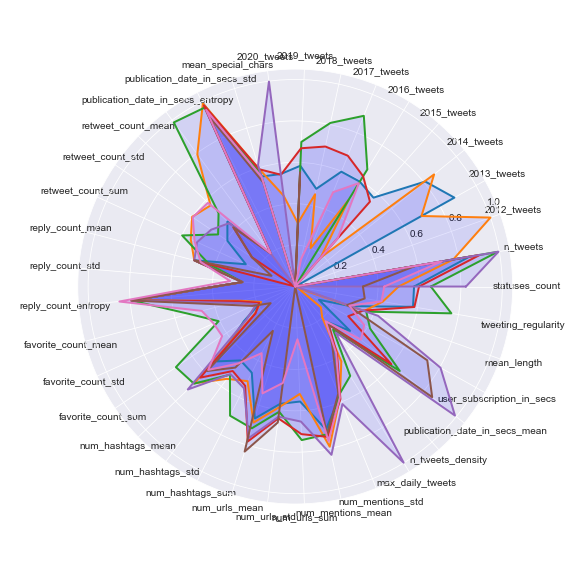 2020_tweets
2019_tweets
2018_tweets
2017_tweets
2016_tweets
2015_tweets
2014_tweets
2013_tweets
2012_tweets
n_tweets
statuses_count
tweeting_regularity
mean_length
user_subscription_in_secs
publication_date_in_secs_mean
n_tweets_density
max_daily_tweets
num_mentions_std
num_mentions_mean
num_urls_sum
num_urls_std
num_urls_mean
num_hashtags_sum
num_hashtags_std
num_hashtags_mean
favorite_count_sum
favorite_count_std
favorite_count_mean
reply_count_entropy
reply_count_std
reply_count_mean
retweet_count_sum
retweet_count_std
retweet_count_mean
publication_date_in_secs_entropy
publication_date_in_secs_std
mean_special_chars
0.2
0.4
0.6
0.8
1.0